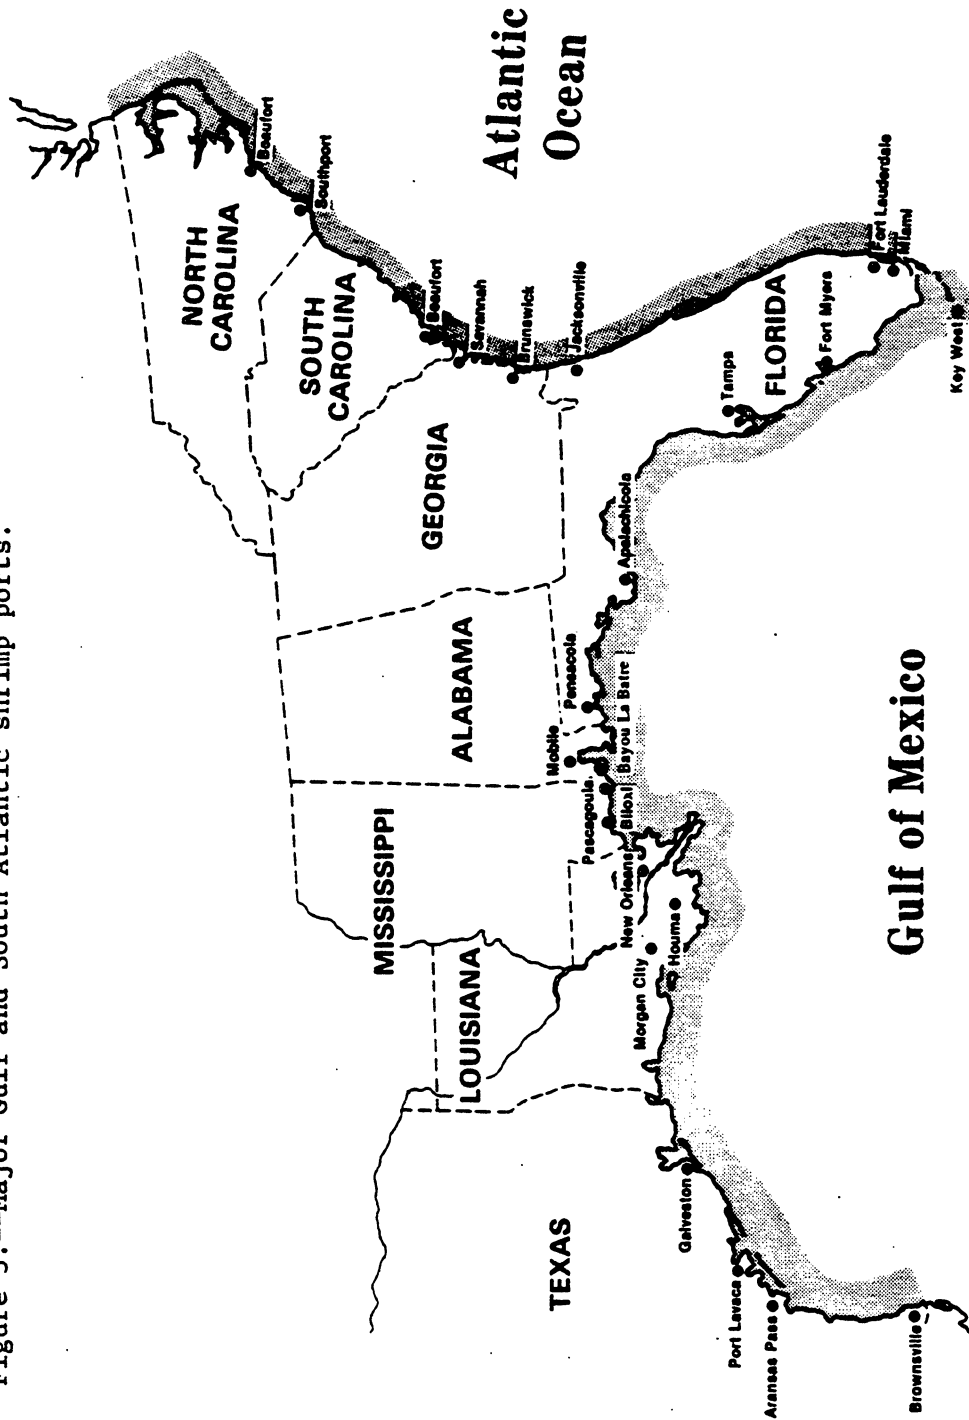 Major Gulf and South Atlantic shrimp ports.
NORTH
CAROLINA
SOUTH
CAROLINA
GEORGIA
ALABAMA
MISSISSIPPI
LOUISIANA
TEXAS
FLORIDA
Atlantic
Ocean
Gulf of Mexico
Beaufort
Southport
Beaufort
Savannah
Brunswick
Jacksonville
Fort Lauderdale
Miami
Key West
Fort Myers
Tampa
Apalachicola
Pensacola
Mobile
Bayou La Batre
Pascagoula
Biloxi
New Orleans
Houma
Morgan City
Galveston
Port Lavaca
Aransas Pass
Brownsville